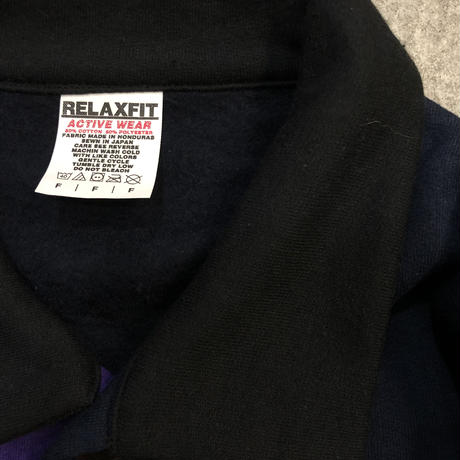 RELAXFIT
ACTIVE WEAR
50% COTTON 50% POLYESTER
FABRIC MADE IN HONDURAS
SEWN IN JAPAN
CARE SEE REVERSE
MACHIN WASH COLD
WITH LIKE COLORS
GENTLE CYCLE
TUMBLE DRY LOW
DO NOT BLEACH
F | F | F